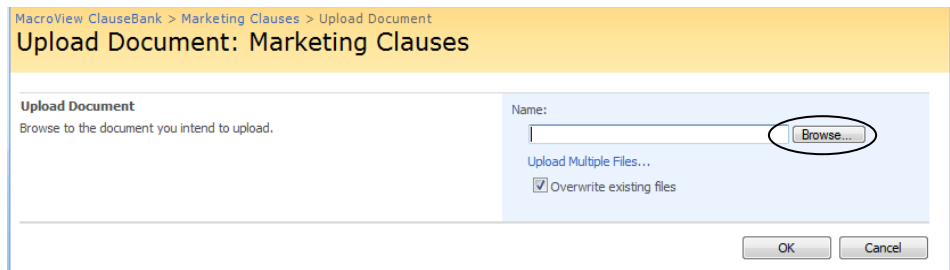 MacroView ClauseBank > Marketing Clauses > Upload Document
Upload Document: Marketing Clauses
Upload Document
Browse to the document you intend to upload.
Name:
Browse...
Upload Multiple Files...
Overwrite existing files
OK Cancel